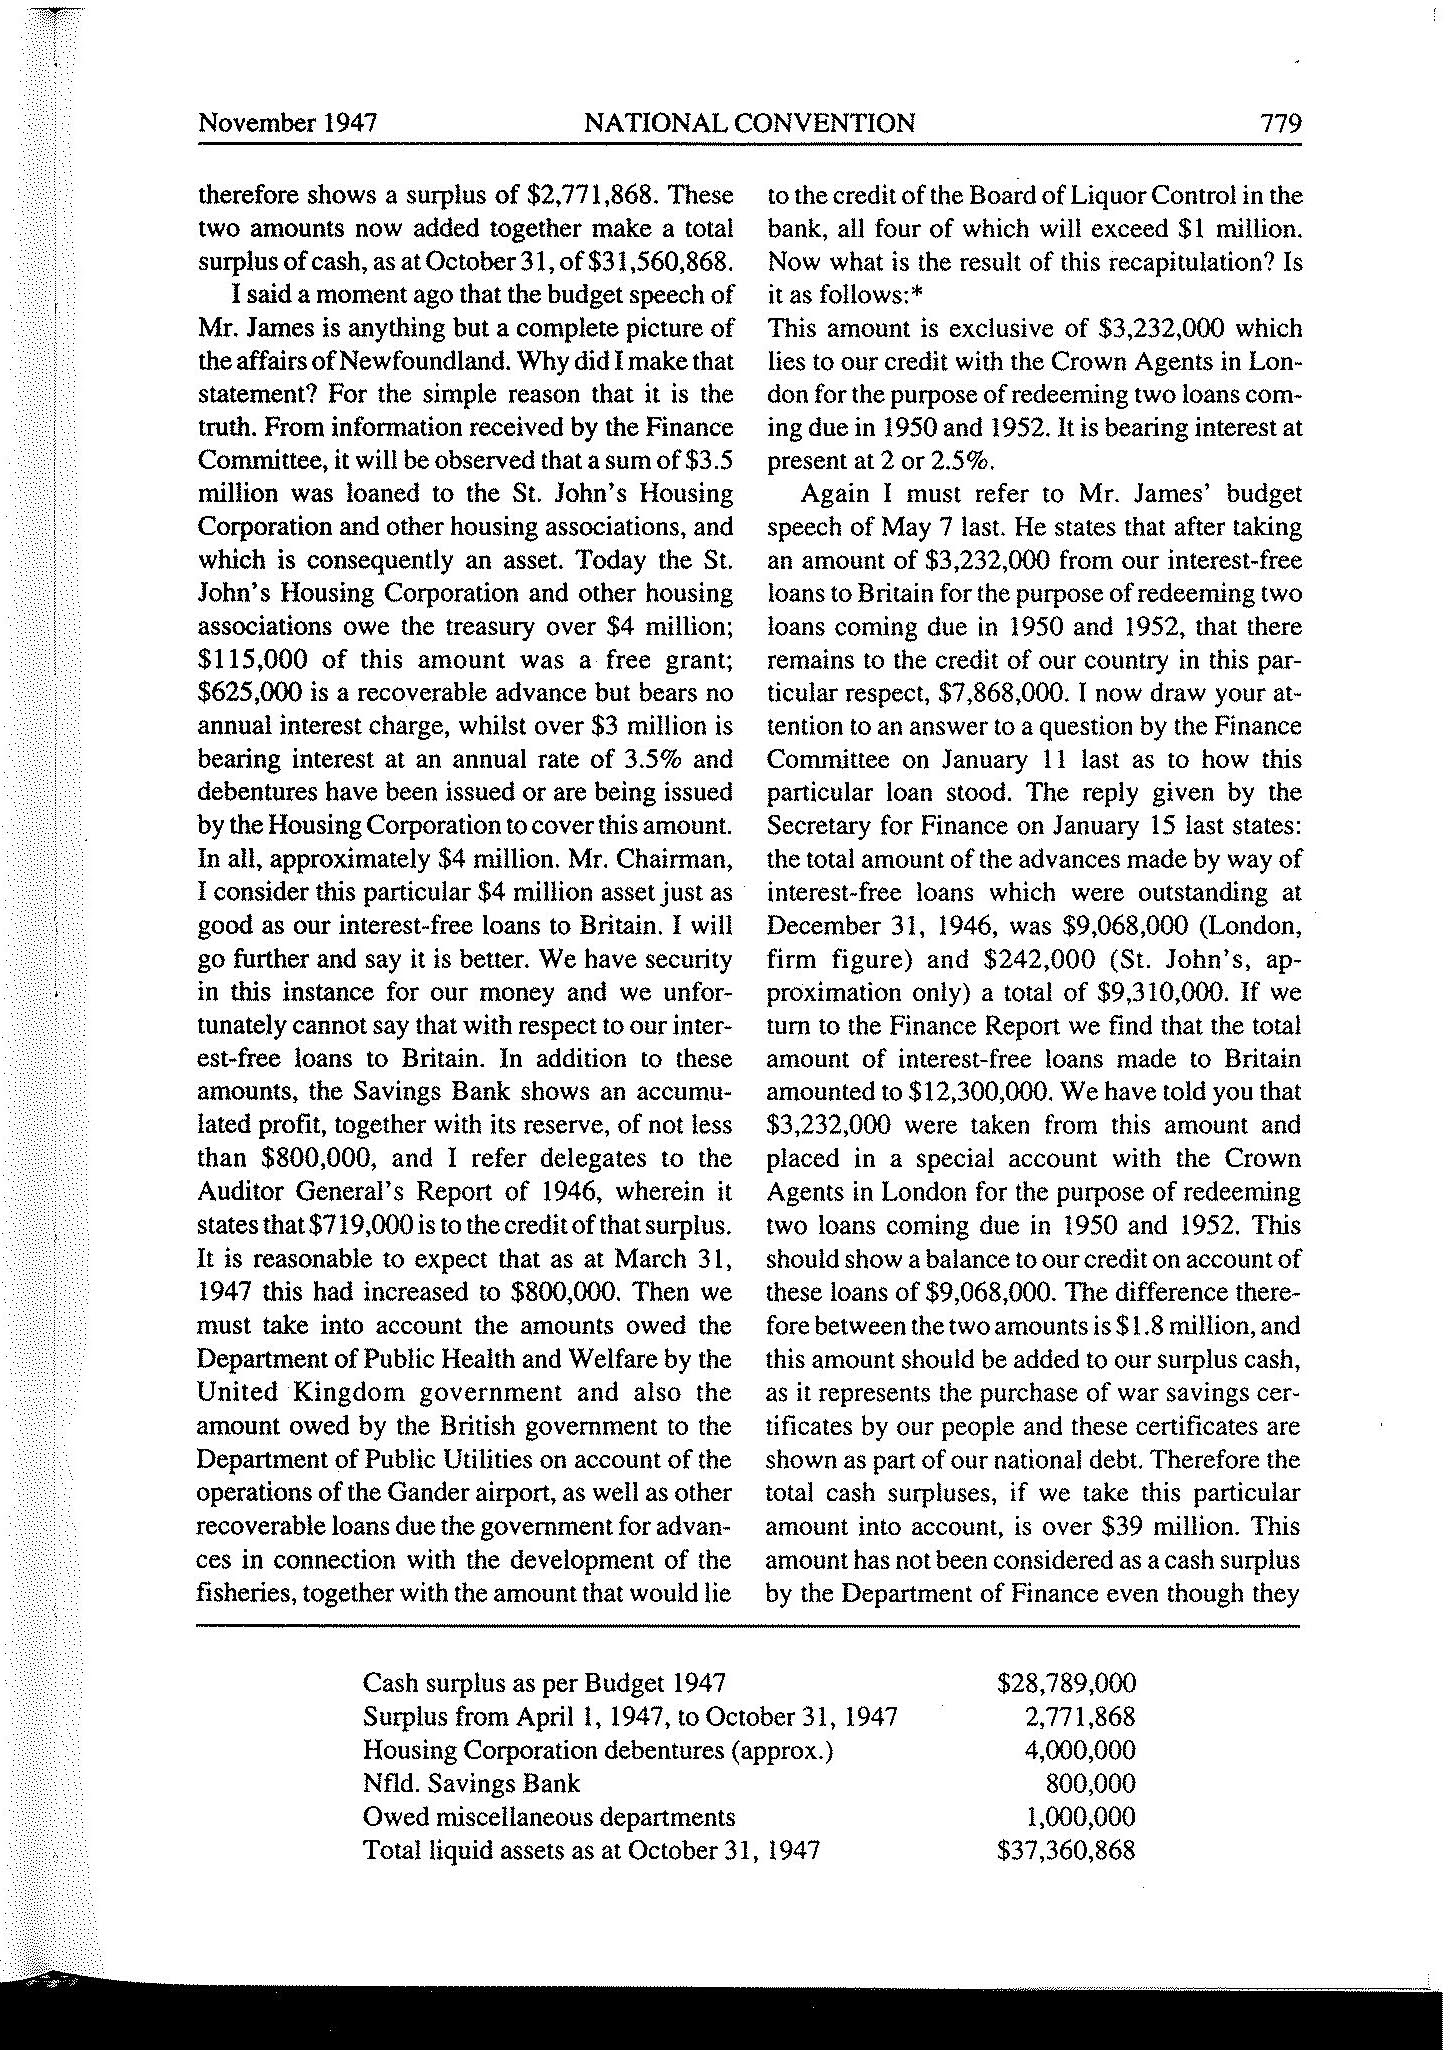 November 1947 NATIONAL CONVENTION 779
therefore shows a surplus of $2,771,868. These
two amounts now added together make a total
surplus of cash, as at October 31, of $31,560,868.
I said a moment ago that the budget speech of
Mr. James is anything but a complete picture of
the affairs of Newfoundland. Why did I make that
statement? For the simple reason that it is the
truth. From information received by the Finance
Committee, it will be observed that a sum of $3.5
million was loaned to the St. John's Housing
Corporation and other housing associations, and
which is consequently an asset. Today the St.
John's Housing Corporation and other housing
associations owe the treasury over $4 million;
$115,000 of this amount was a free grant;
$625,000 is a recoverable advance but bears no
annual interest charge, whilst over $3 million is
bearing interest at an annual rate of 3.5% and
debentures have been issued or are being issued
by the Housing Corporation to cover this amount.
In all, approximately $4 million. Mr. Chairman,
I consider this particular $4 million asset just as
good as our interest-free loans to Britain. I will
go further and say it is better. We have security
in this instance for our money and we unfor-
tunately cannot say that with respect to our inter-
est-free loans to Britain. In addition to these
amounts, the Savings Bank shows an accumu-
lated profit, together with its reserve, of not less
than $800,000, and I refer delegates to the
Auditor General's Report of 1946, wherein it
states that $719,000 is to the credit of that surplus.
It is reasonable to expect that as at March 31,
1947 this had increased to $800,000. Then we
must take into account the amounts owed the
Department of Public Health and Welfare by the
United Kingdom government and also the
amount owed by the British government to the
Department of Public Utilities on account of the
operations of the Gander airport, as well as other
recoverable loans due the government for advan-
ces in connection with the development of the
fisheries, together with the amount that would lie
to the credit of the Board of Liquor Control in the
bank, all four of which will exceed $1 million.
Now what is the result of this recapitulation? Is
it as follows:*
This amount is exclusive of $3,232,000 which
lies to our credit with the Crown Agents in Lon-
don for the purpose of redeeming two loans com-
ing due in 1950 and 1952. It is bearing interest at
present at 2 or 2.5%.
Again I must refer to Mr. James' budget
speech of May 7 last. He states that after taking
an amount of $3,232,000 from our interest-free
loans to Britain for the purpose of redeeming two
loans coming due in 1950 and 1952, that there
remains to the credit of our country in this par-
ticular respect, $7,868,000. I now draw your at-
tention to an answer to a question by the Finance
Committee on January 11 last as to how this
particular loan stood. The reply given by the
Secretary for Finance on January 15 last states:
the total amount of the advances made by way of
interest-free loans which were outstanding at
December 31, 1946, was $9,068,000 (London,
firm figure) and $242,000 (St. John's, ap-
proximation only) a total of $9,310,000. If we
turn to the Finance Report we find that the total
amount of interest-free loans made to Britain
amounted to $12,300,000. We have told you that
$3,232,000 were taken from this amount and
placed in a special account with the Crown
Agents in London for the purpose of redeeming
two loans coming due in 1950 and 1952. This
should show a balance to our credit on account of
these loans of $9,068,000. The difference there-
fore between the two amounts is $1.8 million, and
this amount should be added to our surplus cash,
as it represents the purchase of war savings cer-
tificates by our people and these certificates are
shown as part of our national debt. Therefore the
total cash surpluses, if we take this particular
amount into account, is over $39 million. This
amount has not been considered as a cash surplus
by the Department of Finance even though they
Cash surplus as per Budget 1947 $28,789,000
Surplus from April 1, 1947, to October 31, 1947 2,771,868
Housing Corporation debentures (approx.) 4,000,000
Nfld. Savings Bank 800,000
Owed miscellaneous departments 1,000,000
Total liquid assets as at October 31, 1947 $37,360,868